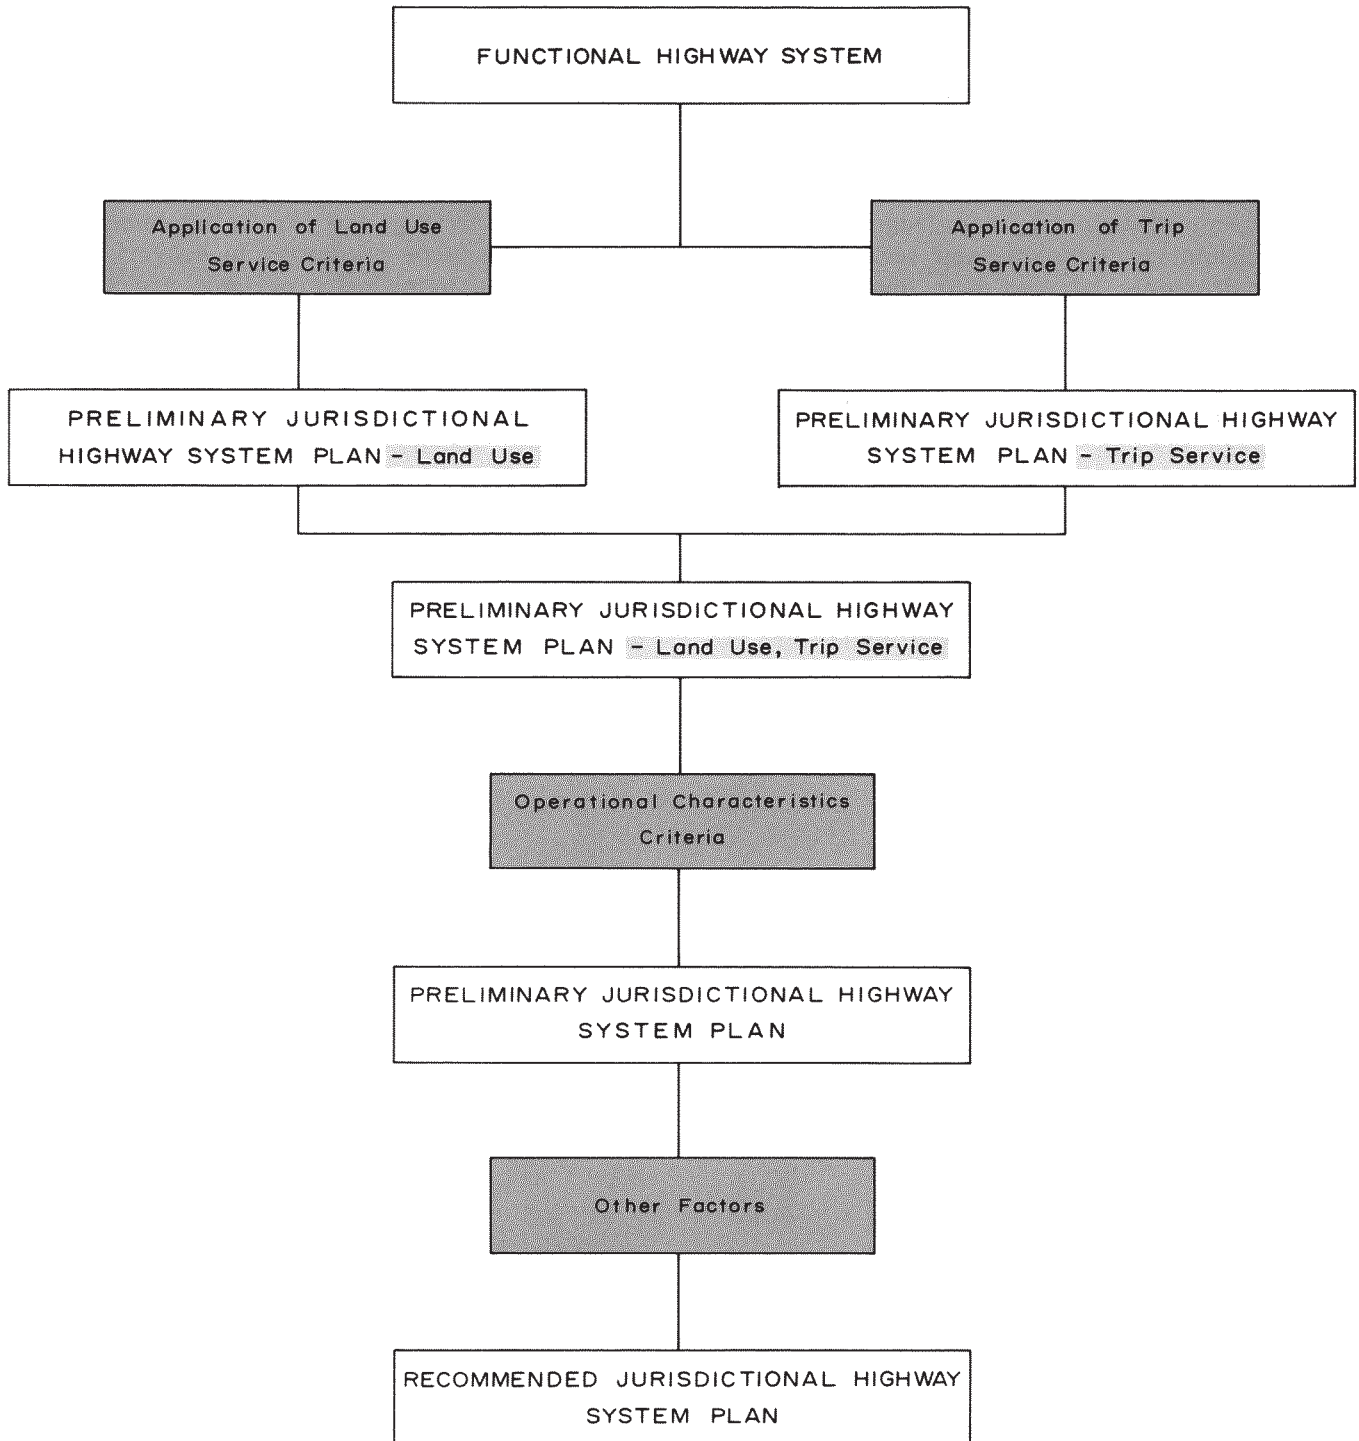 FUNCTIONAL HIGHWAY SYSTEM
Application of Land Use
Service Criteria
Application of Trip
Service Criteria
PRELIMINARY JURISDICTIONAL
HIGHWAY SYSTEM PLAN - Land Use
PRELIMINARY JURISDICTIONAL HIGHWAY
SYSTEM PLAN - Trip Service
PRELIMINARY JURISDICTIONAL HIGHWAY
SYSTEM PLAN - Land Use, Trip Service
Operational Characteristics
Criteria
PRELIMINARY JURISDICTIONAL HIGHWAY
SYSTEM PLAN
Other Factors
RECOMMENDED JURISDICTIONAL HIGHWAY
SYSTEM PLAN